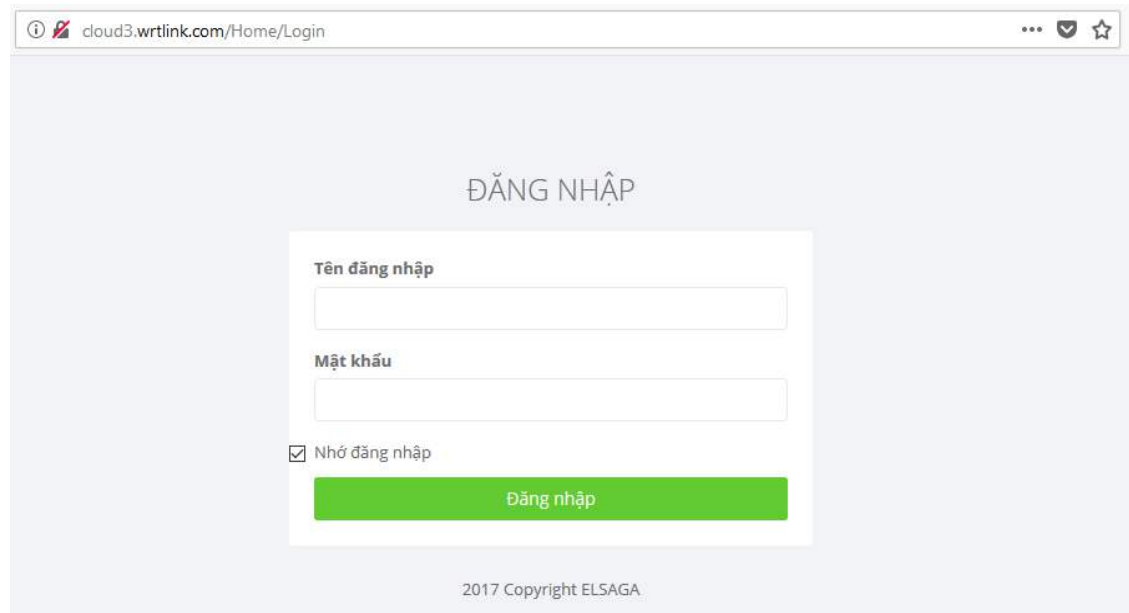 cloud3.wrtlink.com/Home/Login
ĐĂNG NHẬP
Tên đăng nhập
Mật khẩu
Nhớ đăng nhập
Đăng nhập
2017 Copyright ELSAGA